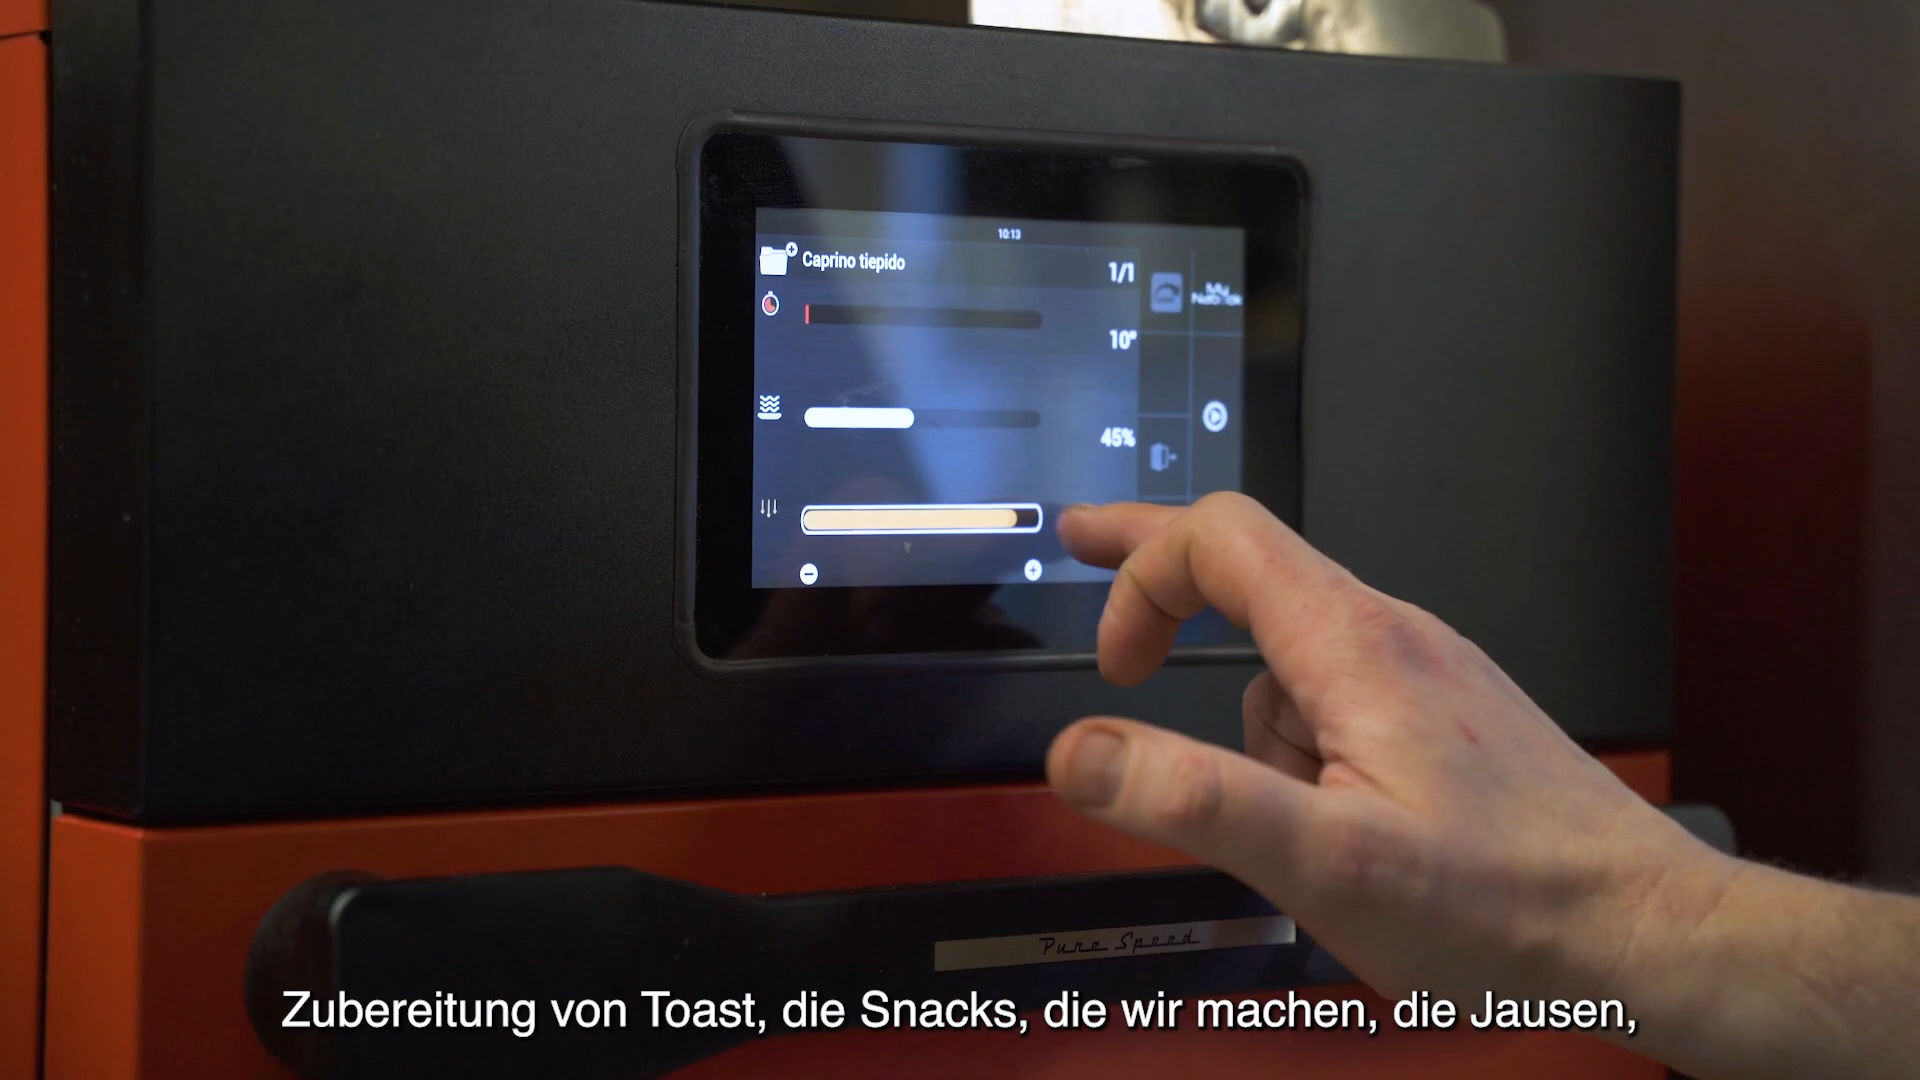 10:13
Caprino tiepido
1/1
10"
45%
My
Pure Speed
Zubereitung von Toast, die Snacks, die wir machen, die Jausen,